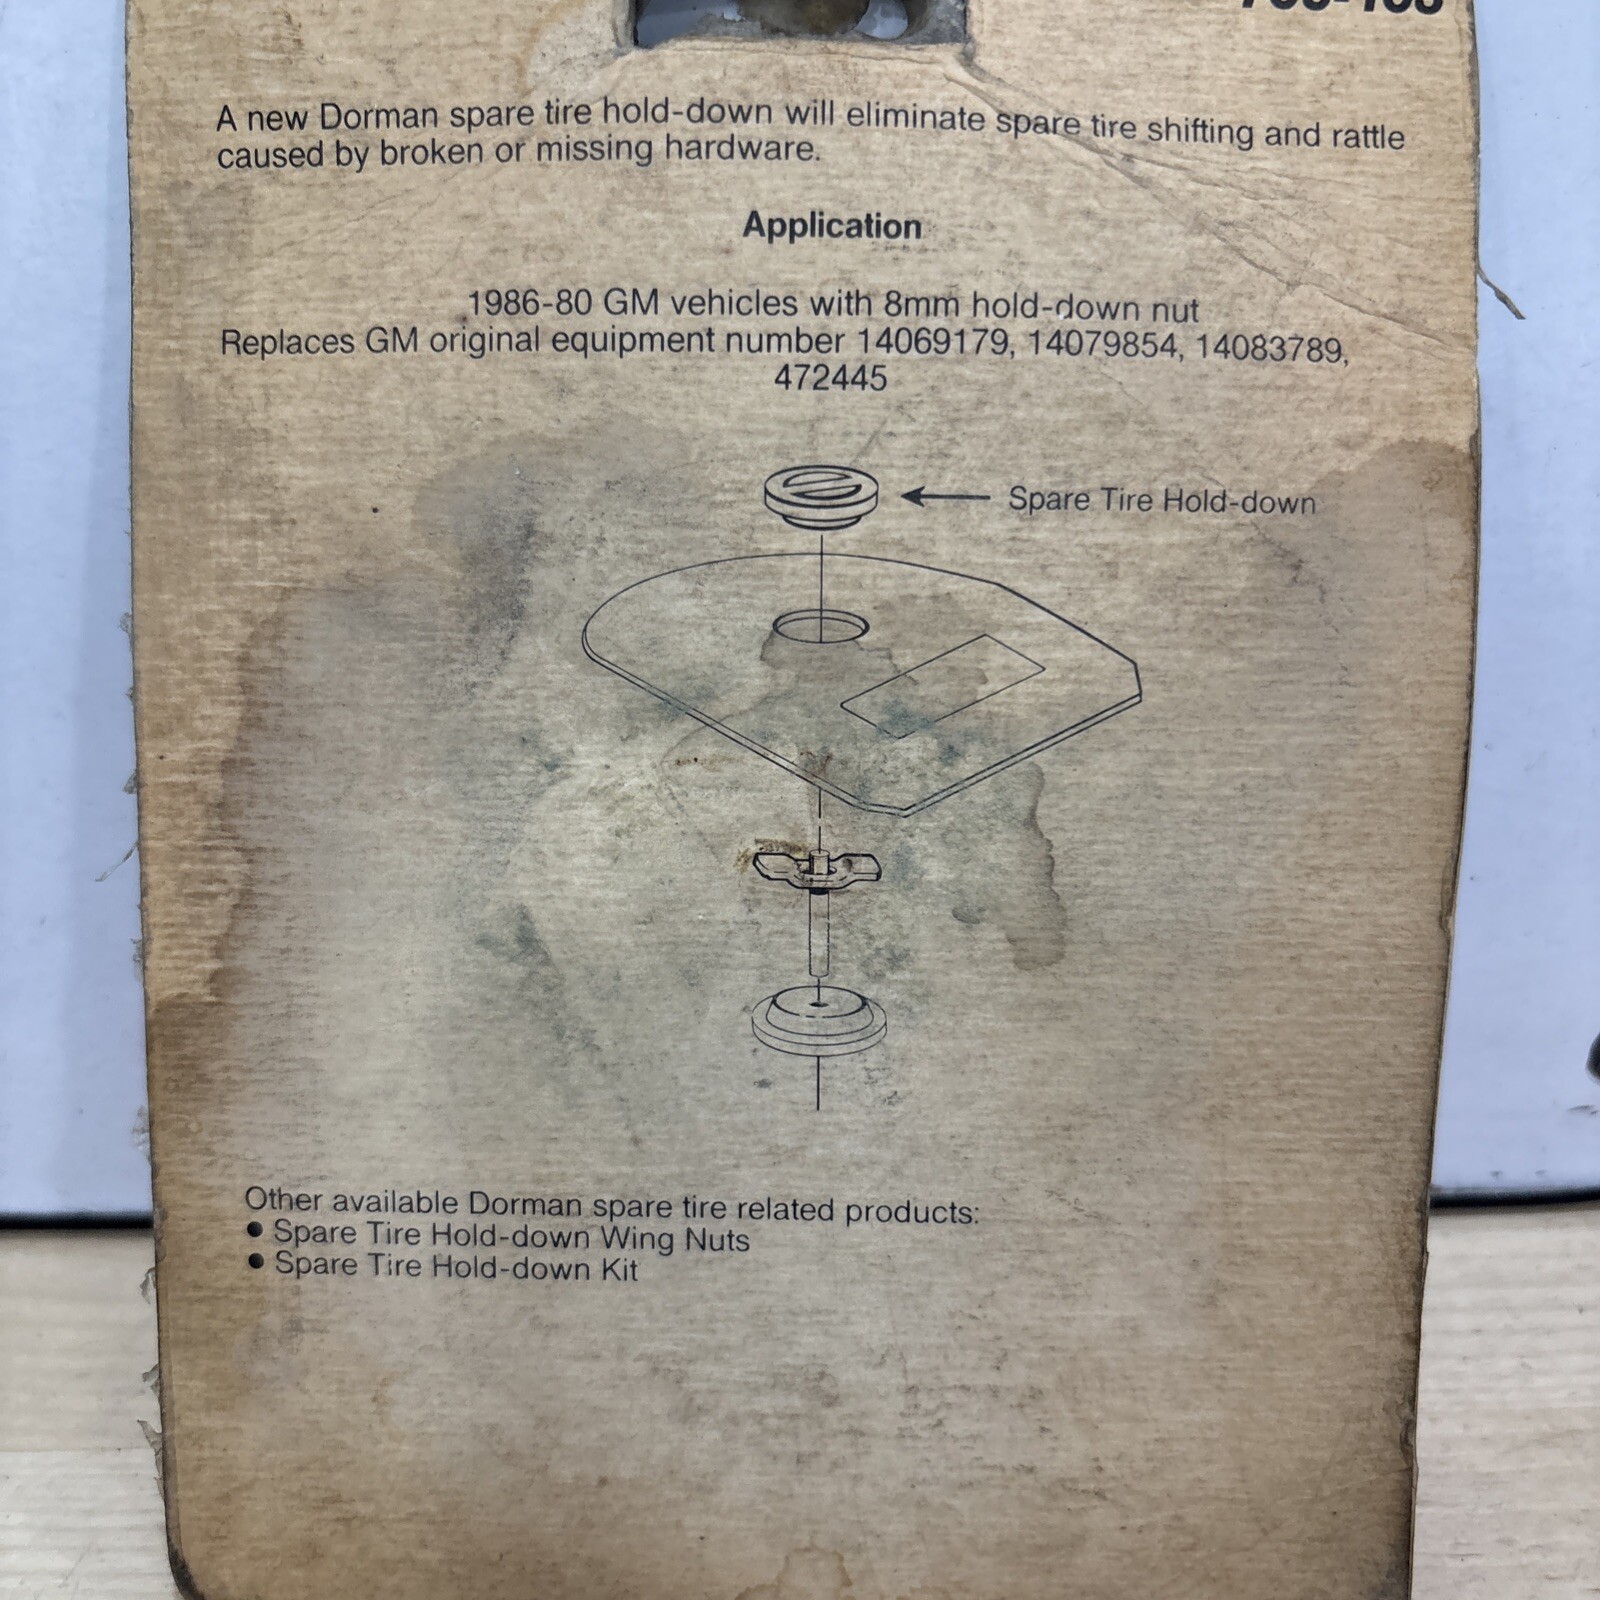 A new Dorman spare tire hold-down will eliminate spare tire shifting and rattle
caused by broken or missing hardware.
Application
1986-80 GM vehicles with 8mm hold-down nut
Replaces GM original equipment number 14069179, 14079854, 14083789,
472445
Spare Tire Hold-down
Other available Dorman spare tire related products:
● Spare Tire Hold-down Wing Nuts
● Spare Tire Hold-down Kit